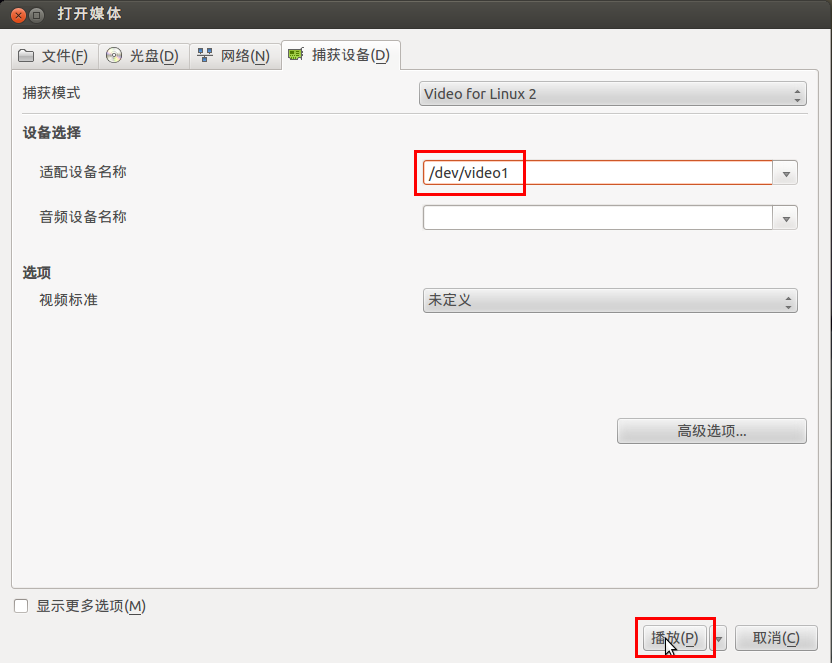 打开媒体
文件(F) 光盘(D) 网络(N) 捕获设备(D)
捕获模式 Video for Linux 2
设备选择
适配设备名称 /dev/video1
音频设备名称
选项
视频标准 未定义
高级选项...
显示更多选项(M)
播放(P) 取消(C)